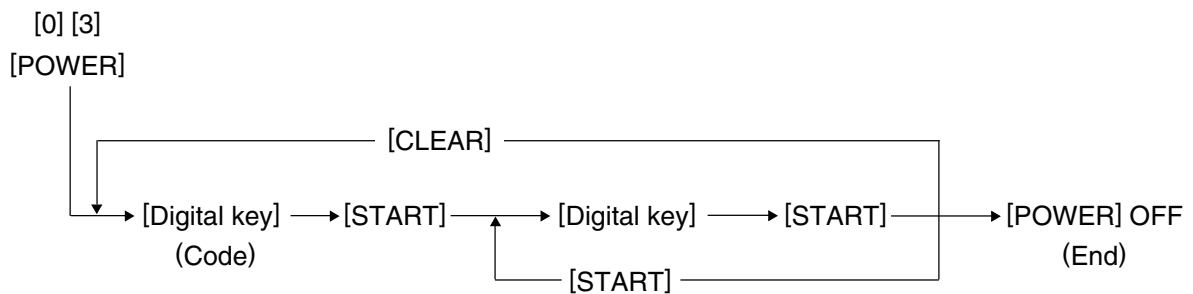 [0] [3]
[POWER]
[CLEAR]
[Digital key] [START] [Digital key] [START] [POWER] OFF
(Code) (End)
[START]